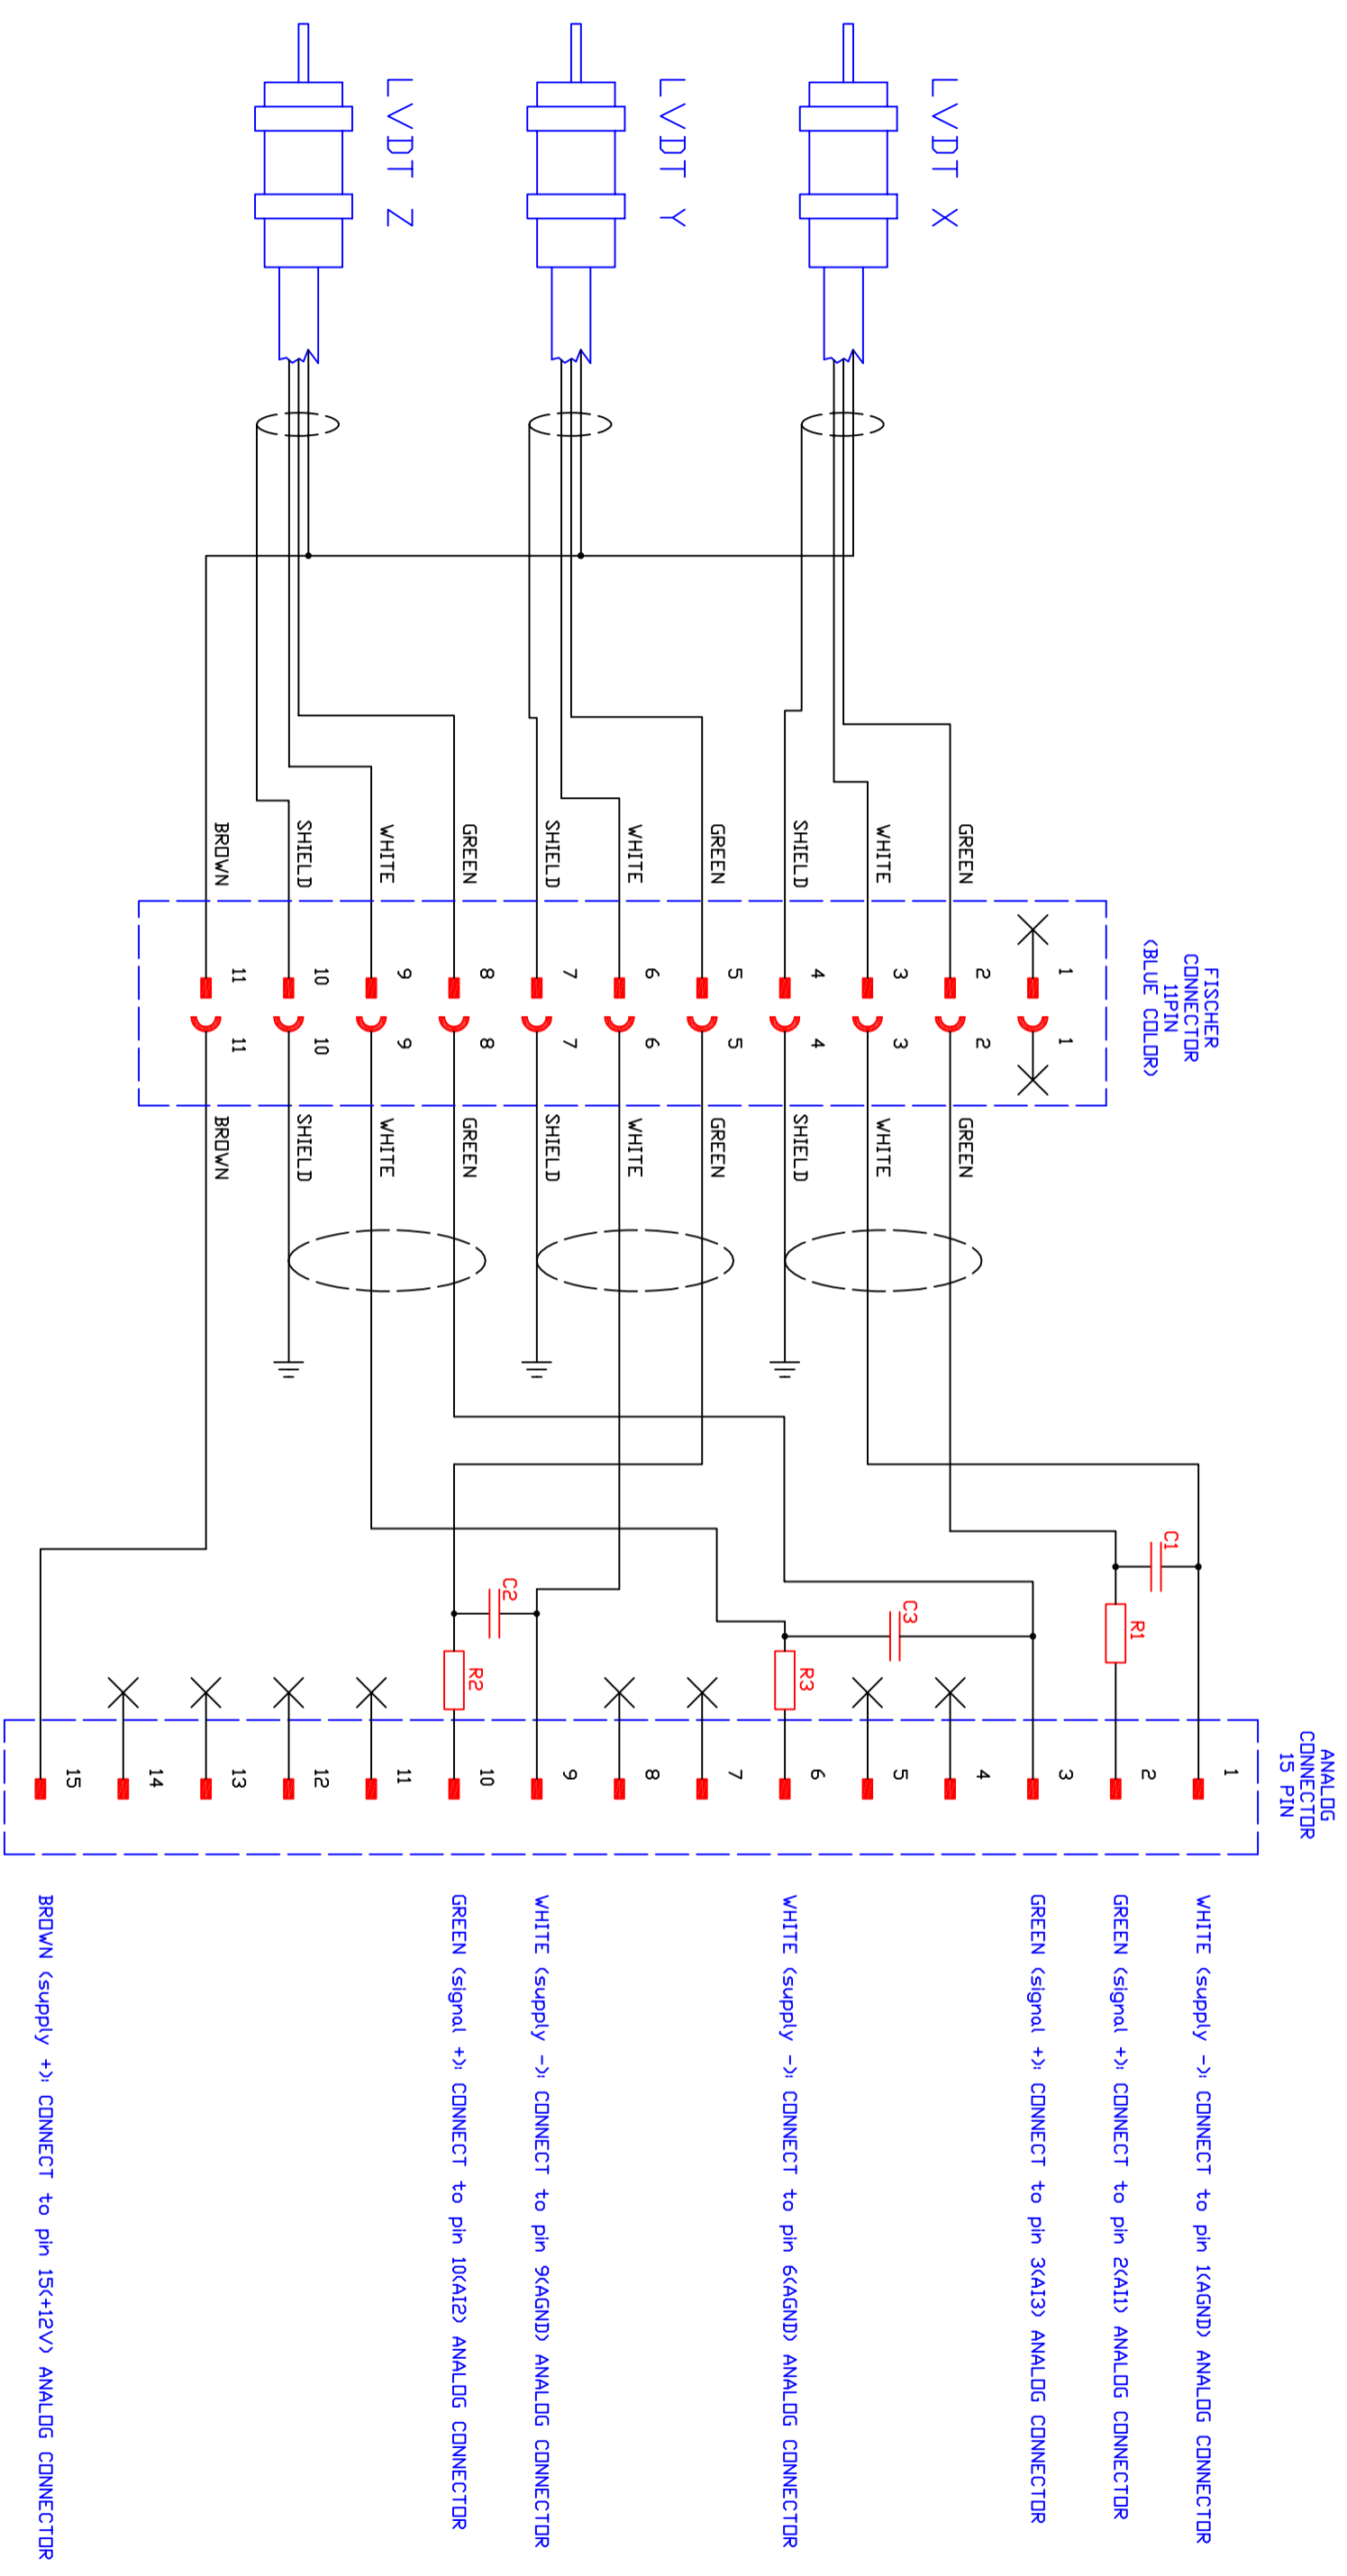 LVDT X
LVDT Y
LVDT Z
FISCHER
CONNECTOR
11PIN
(BLUE COLOR)
GREEN
WHITE
SHIELD
GREEN
WHITE
SHIELD
GREEN
WHITE
SHIELD
BROWN
1
2
3
4
5
6
7
8
9
10
11
1
2
3
4
5
6
7
8
9
10
11
GREEN
WHITE
SHIELD
GREEN
WHITE
SHIELD
GREEN
WHITE
SHIELD
BROWN
C1
R1
C3
R3
C2
R2
ANALOG
CONNECTOR
15 PIN
1
2
3
4
5
6
7
8
9
10
11
12
13
14
15
WHITE (supply -): CONNECT to pin 1(AGND) ANALOG CONNECTOR
GREEN (signal +): CONNECT to pin 2(AI1) ANALOG CONNECTOR
GREEN (signal +): CONNECT to pin 3(AI3) ANALOG CONNECTOR
WHITE (supply -): CONNECT to pin 6(AGND) ANALOG CONNECTOR
WHITE (supply -): CONNECT to pin 9(AGND) ANALOG CONNECTOR
GREEN (signal +): CONNECT to pin 10(AI2) ANALOG CONNECTOR
BROWN (supply +): CONNECT to pin 15(+12V) ANALOG CONNECTOR